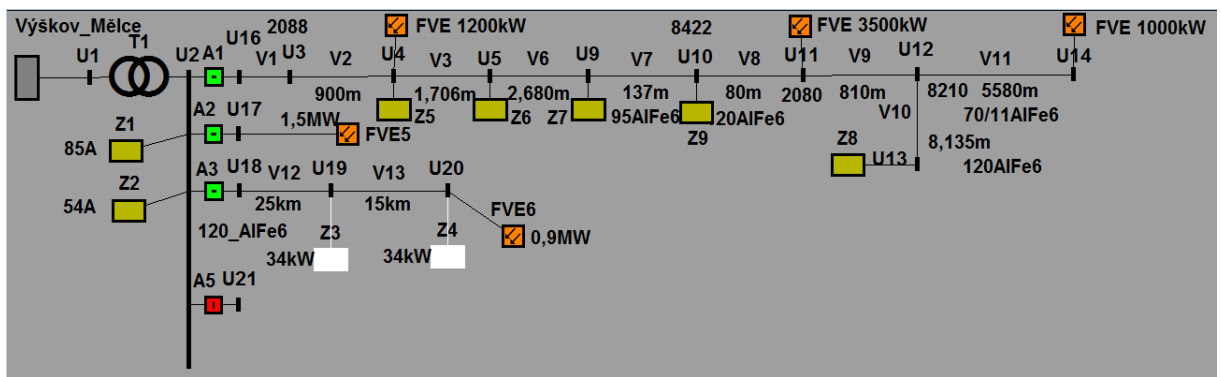 Výškov_Mělce
T1
U1
U2
A1
U16
2088
V1
U3
V2
900m
FVE 1200kW
U4
Z5
V3
1,706m
U5
Z6
V6
2,680m
U9
Z7
V7
137m
95AlFe6
8422
U10
Z9
V8
80m
120AlFe6
FVE 3500kW
U11
2080
V9
810m
U12
8210
V10
V11
5580m
70/11AlFe6
FVE 1000kW
U14
Z8
U13
8,135m
120AlFe6
A2
U17
1,5MW
FVE5
Z1
85A
A3
U18
V12
25km
U19
V13
15km
U20
Z2
54A
120_AlFe6
Z3
34kW
Z4
34kW
FVE6
0,9MW
A5
U21